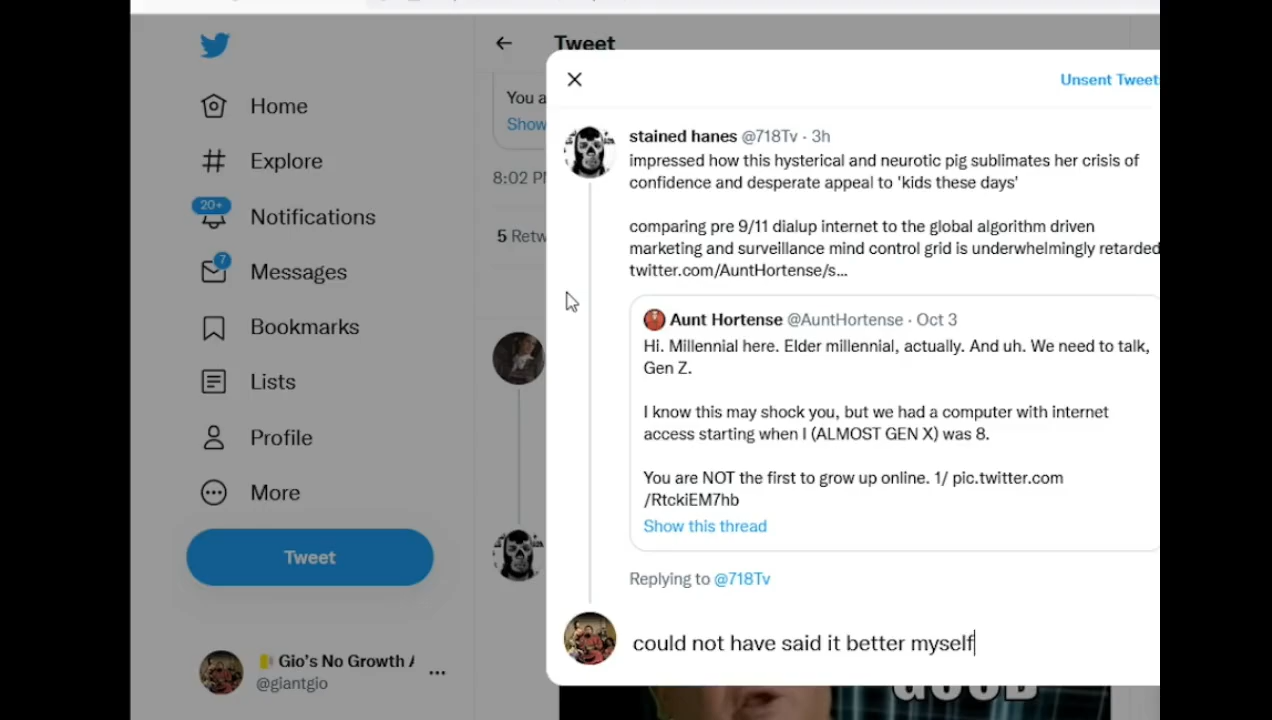 Tweet
Unsent Tweet
You a
Show
8:02 P
5 Retw
Home
Explore
20+
Notifications
7
Messages
Bookmarks
Lists
Profile
More
Tweet
Gio's No Growth
@giantgio
stained hanes @718Tv · 3h
impressed how this hysterical and neurotic pig sublimates her crisis of
confidence and desperate appeal to 'kids these days'
comparing pre 9/11 dialup internet to the global algorithm driven
marketing and surveillance mind control grid is underwhelmingly retarded
twitter.com/AuntHortense/s...
Aunt Hortense @AuntHortense · Oct 3
Hi. Millennial here. Elder millennial, actually. And uh. We need to talk,
Gen Z.
I know this may shock you, but we had a computer with internet
access starting when I (ALMOST GEN X) was 8.
You are NOT the first to grow up online. 1/ pic.twitter.com
/RtckiEM7hb
Show this thread
Replying to @718Tv
could not have said it better myself